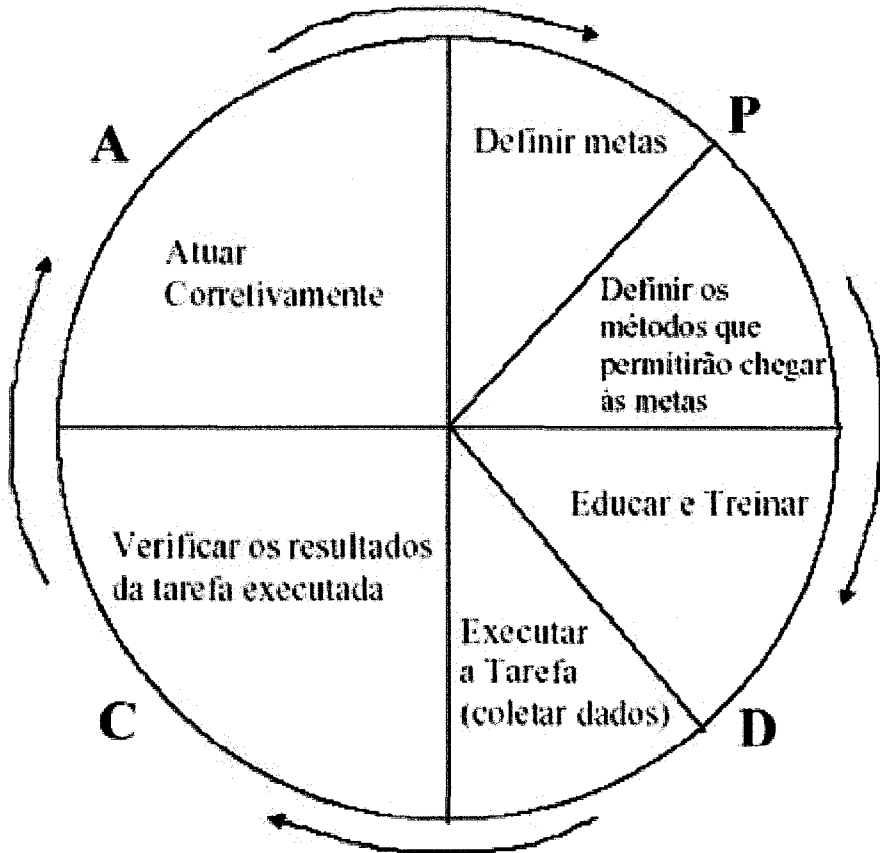 P
Definir metas
Definir os
métodos que
permitirão chegar
às metas
D
Educar e Treinar
Executar
a Tarefa
(coletar dados)
C
Verificar os resultados
da tarefa executada
A
Atuar
Corretivamente